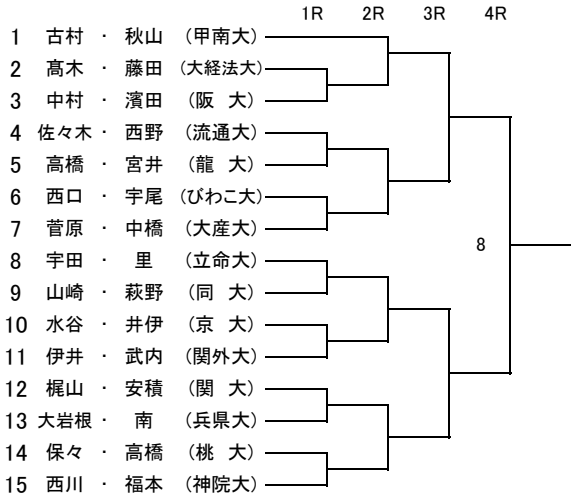 1R 2R 3R 4R
1 古村 ・ 秋山 (甲南大)
2 髙木 ・ 藤田 (大経法大)
3 中村 ・ 濱田 (阪 大)
4 佐々木 ・ 西野 (流通大)
5 高橋 ・ 宮井 (龍 大)
6 西口 ・ 宇尾 (びわこ大)
7 菅原 ・ 中橋 (大産大)
8
8 宇田 ・ 里 (立命大)
9 山崎 ・ 萩野 (同 大)
10 水谷 ・ 井伊 (京 大)
11 伊井 ・ 武内 (関外大)
12 梶山 ・ 安積 (関 大)
13 大岩根 ・ 南 (兵県大)
14 保々 ・ 高橋 (桃 大)
15 西川 ・ 福本 (神院大)